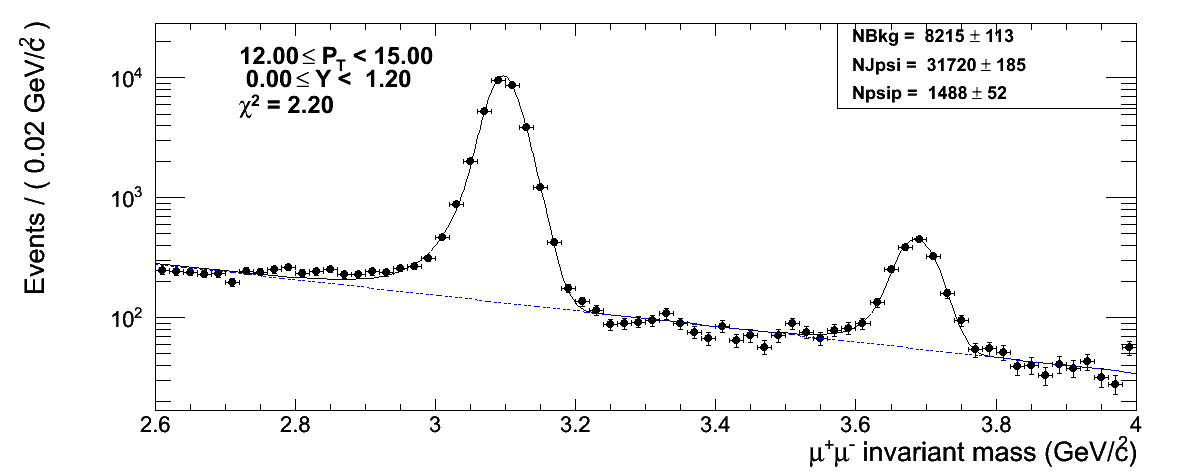 Events / ( 0.02 GeV/c² )
12.00 ≤ P_T < 15.00
0.00 ≤ Y < 1.20
χ² = 2.20
NBkg = 8215 ± 113
NJpsi = 31720 ± 185
Npsip = 1488 ± 52
10⁴
10³
10²
2.6 2.8 3 3.2 3.4 3.6 3.8 4
μ⁺μ⁻ invariant mass (GeV/c²)